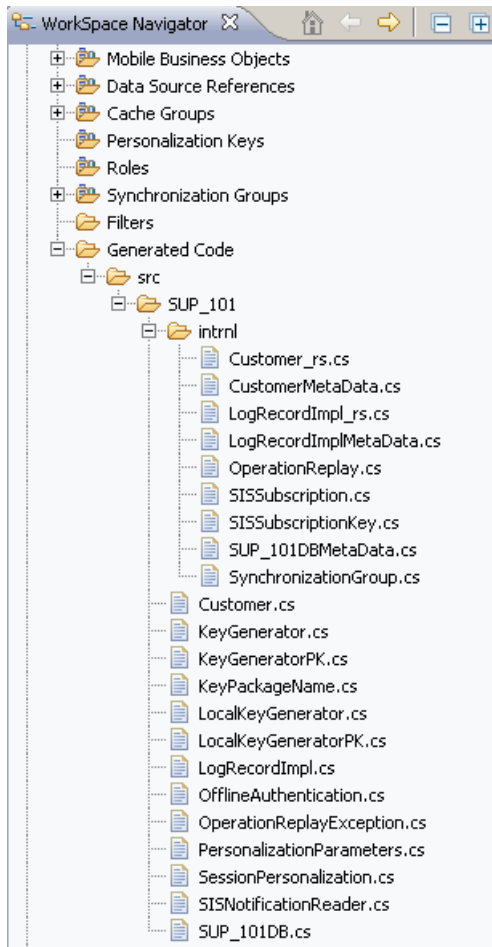 WorkSpace Navigator
Mobile Business Objects
Data Source References
Cache Groups
Personalization Keys
Roles
Synchronization Groups
Filters
Generated Code
src
SUP_101
intrnl
Customer_rs.cs
CustomerMetaData.cs
LogRecordImpl_rs.cs
LogRecordImplMetaData.cs
OperationReplay.cs
SISSubscription.cs
SISSubscriptionKey.cs
SUP_101DBMetaData.cs
SynchronizationGroup.cs
Customer.cs
KeyGenerator.cs
KeyGeneratorPK.cs
KeyPackageName.cs
LocalKeyGenerator.cs
LocalKeyGeneratorPK.cs
LogRecordImpl.cs
OfflineAuthentication.cs
OperationReplayException.cs
PersonalizationParameters.cs
SessionPersonalization.cs
SISNotificationReader.cs
SUP_101DB.cs